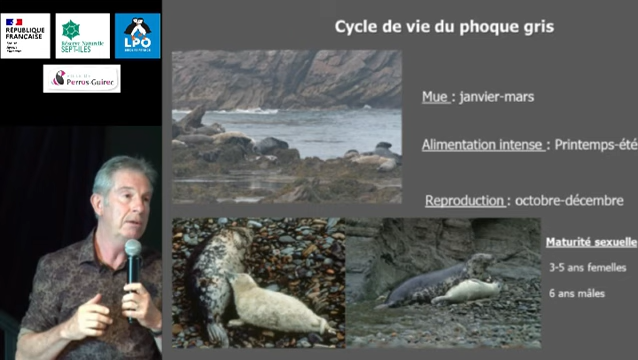 RÉPUBLIQUE
FRANÇAISE
Réserve Naturelle
SEPT-ILES
LPO
Perros-Guirec
Cycle de vie du phoque gris
Mue : janvier-mars
Alimentation intense : Printemps-été
Reproduction : octobre-décembre
Maturité sexuelle
3-5 ans femelles
6 ans mâles